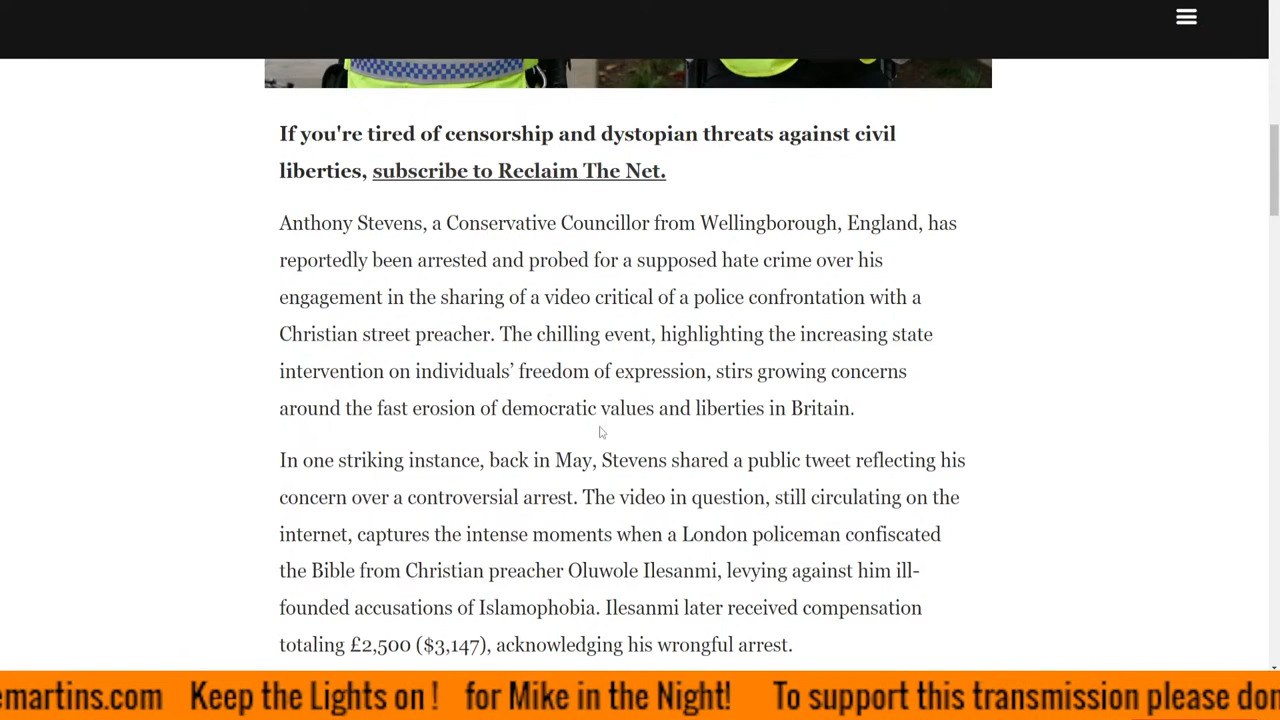 If you're tired of censorship and dystopian threats against civil
liberties, subscribe to Reclaim The Net.
Anthony Stevens, a Conservative Councillor from Wellingborough, England, has
reportedly been arrested and probed for a supposed hate crime over his
engagement in the sharing of a video critical of a police confrontation with a
Christian street preacher. The chilling event, highlighting the increasing state
intervention on individuals’ freedom of expression, stirs growing concerns
around the fast erosion of democratic values and liberties in Britain.
In one striking instance, back in May, Stevens shared a public tweet reflecting his
concern over a controversial arrest. The video in question, still circulating on the
internet, captures the intense moments when a London policeman confiscated
the Bible from Christian preacher Oluwole Ilesanmi, levying against him ill-
founded accusations of Islamophobia. Ilesanmi later received compensation
totaling £2,500 ($3,147), acknowledging his wrongful arrest.
emartins.com Keep the Lights on ! for Mike in the Night! To support this transmission please don